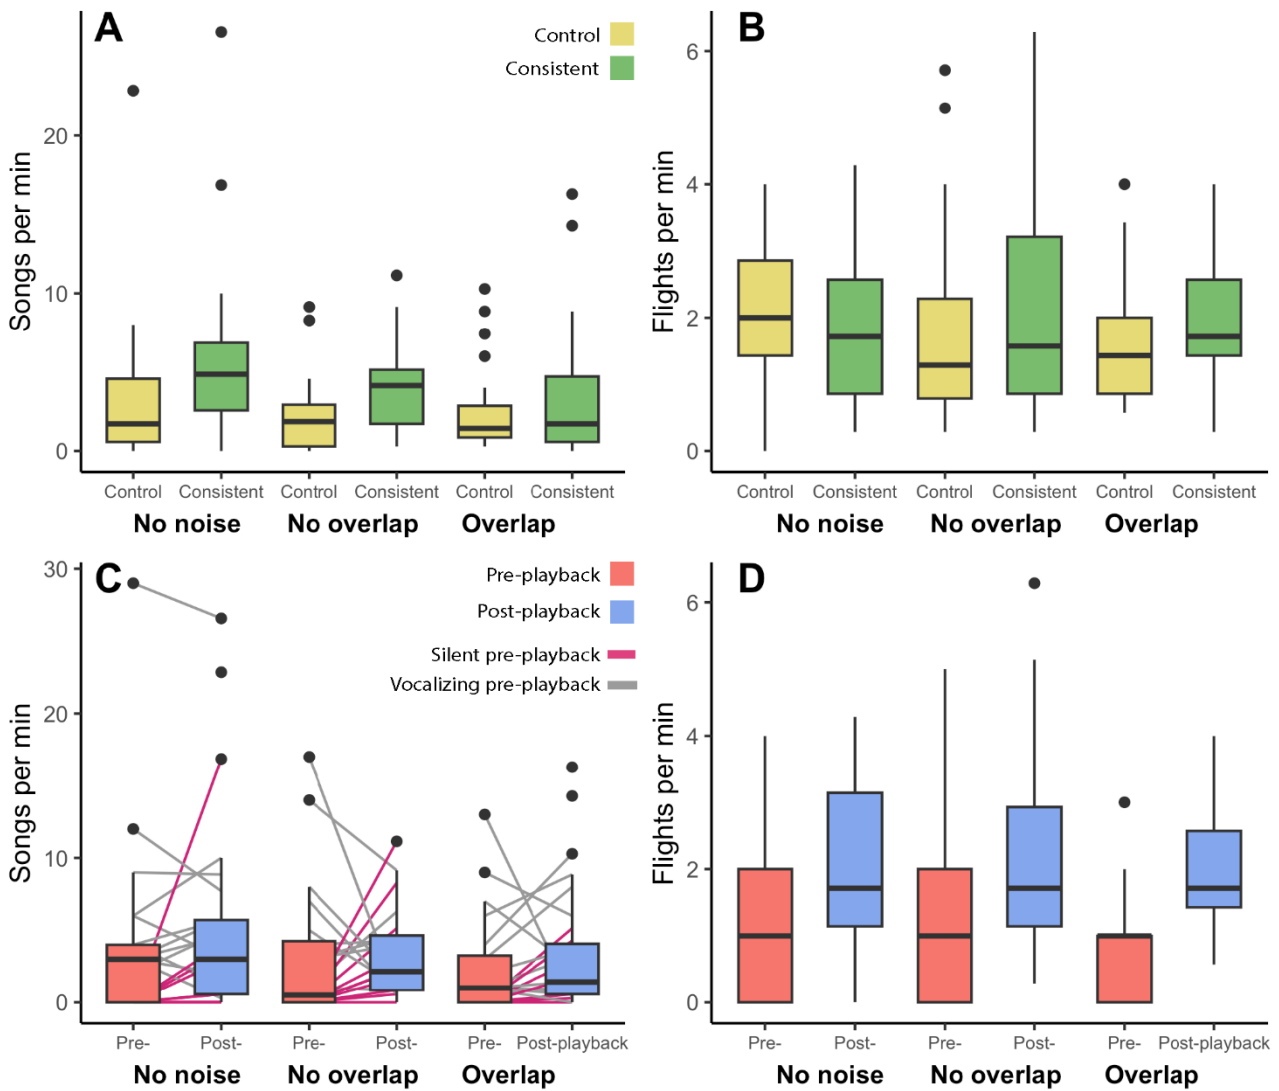 A
Control
Consistent
Songs per min
20
10
0
Control Consistent Control Consistent Control Consistent
No noise No overlap Overlap
B
Flights per min
6
4
2
0
Control Consistent Control Consistent Control Consistent
No noise No overlap Overlap
C
Pre-playback
Post-playback
Silent pre-playback
Vocalizing pre-playback
Songs per min
30
20
10
0
Pre- Post- Pre- Post- Pre- Post-playback
No noise No overlap Overlap
D
Flights per min
6
4
2
0
Pre- Post- Pre- Post- Pre- Post-playback
No noise No overlap Overlap